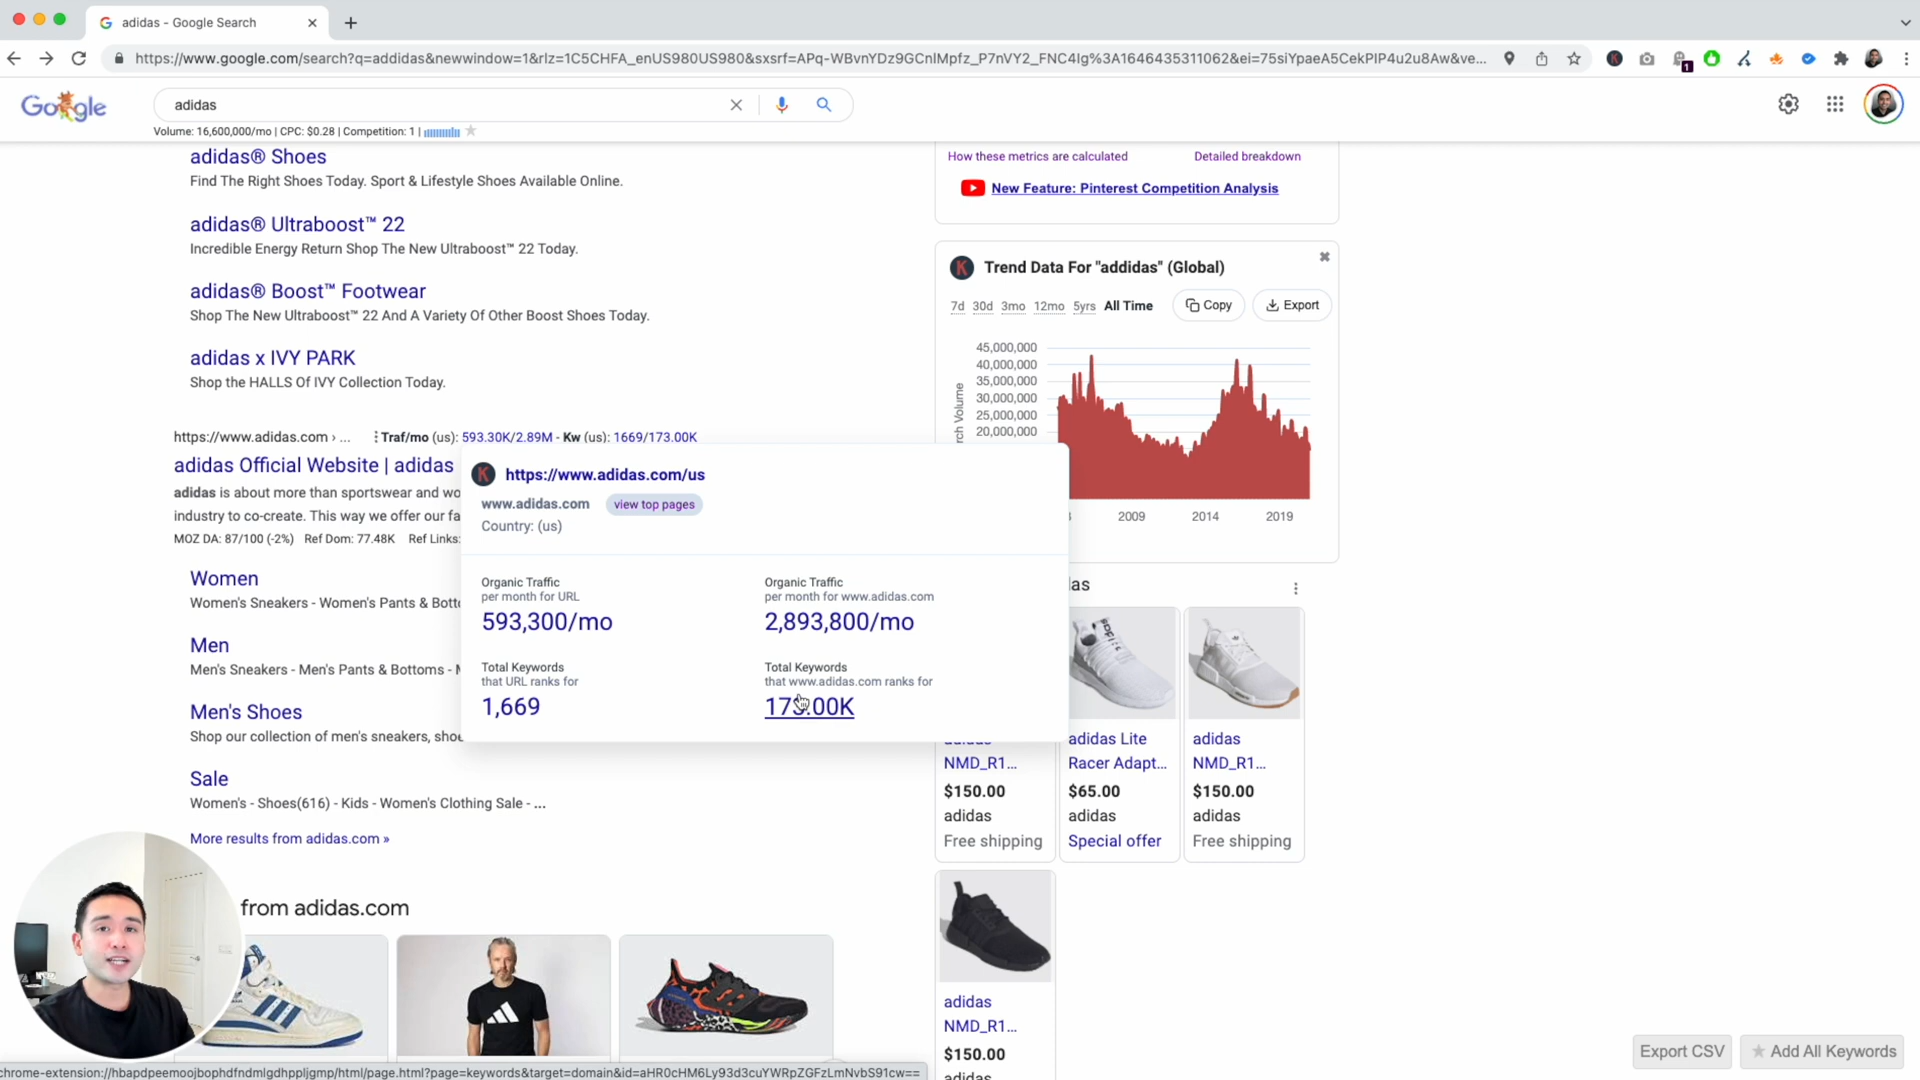 adidas - Google Search
https://www.google.com/search?q=addidas&newwindow=1&rlz=1C5CHFA_enUS980US980&sxsrf=APq-WBvnYDz9GCnlMpfz_P7nVY2_FNC4Ig%3A1646435311062&ei=75siYpaeA5CekPIP4u2u8Aw&ve...
1
Google
adidas
Volume: 16,600,000/mo | CPC: $0.28 | Competition: 1 |
adidas® Shoes
Find The Right Shoes Today. Sport & Lifestyle Shoes Available Online.
adidas® Ultraboost™ 22
Incredible Energy Return Shop The New Ultraboost™ 22 Today.
adidas® Boost™ Footwear
Shop The New Ultraboost™ 22 And A Variety Of Other Boost Shoes Today.
adidas x IVY PARK
Shop the HALLS Of IVY Collection Today.
https://www.adidas.com › ...
Traf/mo (us): 593.30K/2.89M - Kw (us): 1669/173.00K
adidas Official Website | adidas
adidas is about more than sportswear and wo
industry to co-create. This way we offer our fa
MOZ DA: 87/100 (-2%) Ref Dom: 77.48K Ref Links:
Women
Women's Sneakers - Women's Pants & Botto
Men
Men's Sneakers - Men's Pants & Bottoms - M
Men's Shoes
Shop our collection of men's sneakers, shoe
Sale
Women's - Shoes(616) - Kids - Women's Clothing Sale - ...
More results from adidas.com »
from adidas.com
K
https://www.adidas.com/us
www.adidas.com
view top pages
Country: (us)
Organic Traffic
per month for URL
593,300/mo
Organic Traffic
per month for www.adidas.com
2,893,800/mo
Total Keywords
that URL ranks for
1,669
Total Keywords
that www.adidas.com ranks for
173.00K
How these metrics are calculated
Detailed breakdown
New Feature: Pinterest Competition Analysis
K
Trend Data For "addidas" (Global)
7d 30d 3mo 12mo 5yrs All Time
Copy
Export
45,000,000
40,000,000
35,000,000
30,000,000
25,000,000
20,000,000
rch Volume
2009
2014
2019
das
adidas
NMD_R1...
$150.00
adidas
Free shipping
adidas Lite
Racer Adapt...
$65.00
adidas
Special offer
adidas
NMD_R1...
$150.00
adidas
Free shipping
adidas
NMD_R1...
$150.00
adidas
Export CSV
Add All Keywords
chrome-extension://hbapdpeemoojbophdfndmlgdhppljgmp/html/page.html?page=keywords&target=domain&id=aHR0cHM6Ly93d3cuYWRpZGFzLmNvbS91cw==